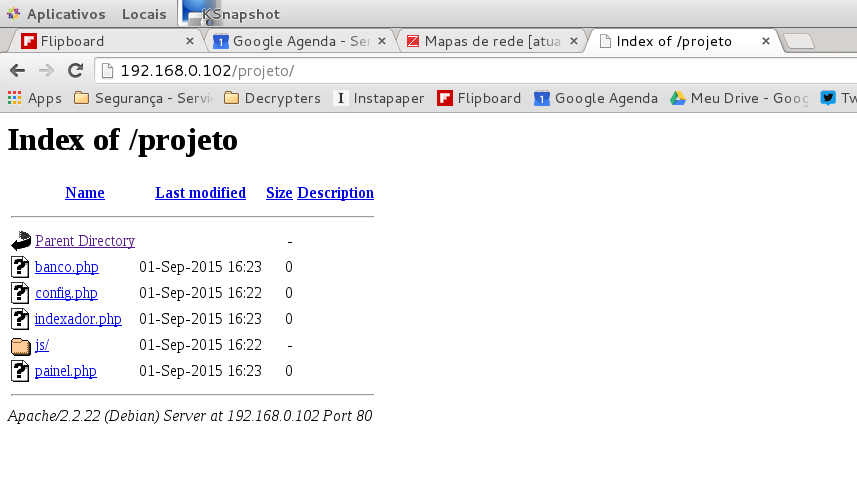 Aplicativos Locais KSnapshot
Flipboard × Google Agenda - Ser × Mapas de rede [atua × Index of /projeto ×
192.168.0.102/projeto/
Apps Segurança - Servi Decrypters Instapaper Flipboard Google Agenda Meu Drive - Goog Tw
Index of /projeto
Name Last modified Size Description
Parent Directory -
banco.php 01-Sep-2015 16:23 0
config.php 01-Sep-2015 16:22 0
indexador.php 01-Sep-2015 16:23 0
js/ 01-Sep-2015 16:22 -
painel.php 01-Sep-2015 16:23 0
Apache/2.2.22 (Debian) Server at 192.168.0.102 Port 80